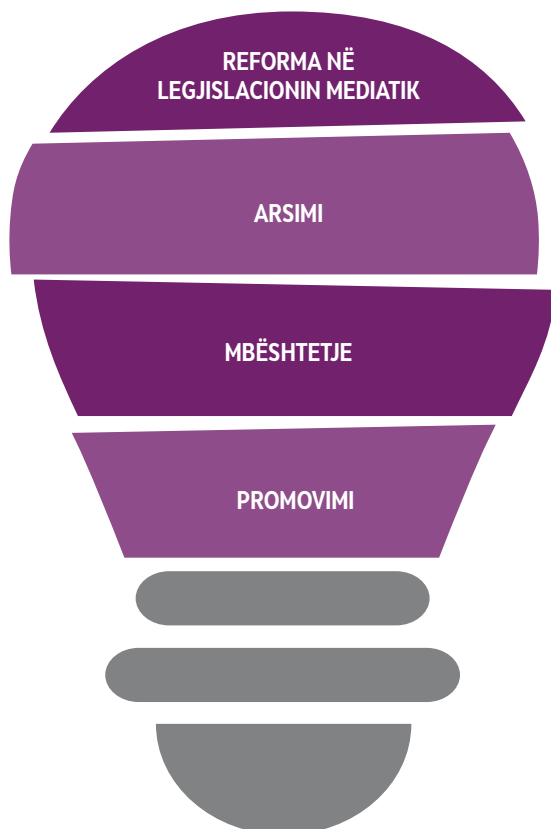 REFORMA NË
LEGJISLACIONIN MEDIATIK
ARSIMI
MBËSHTETJE
PROMOVIMI